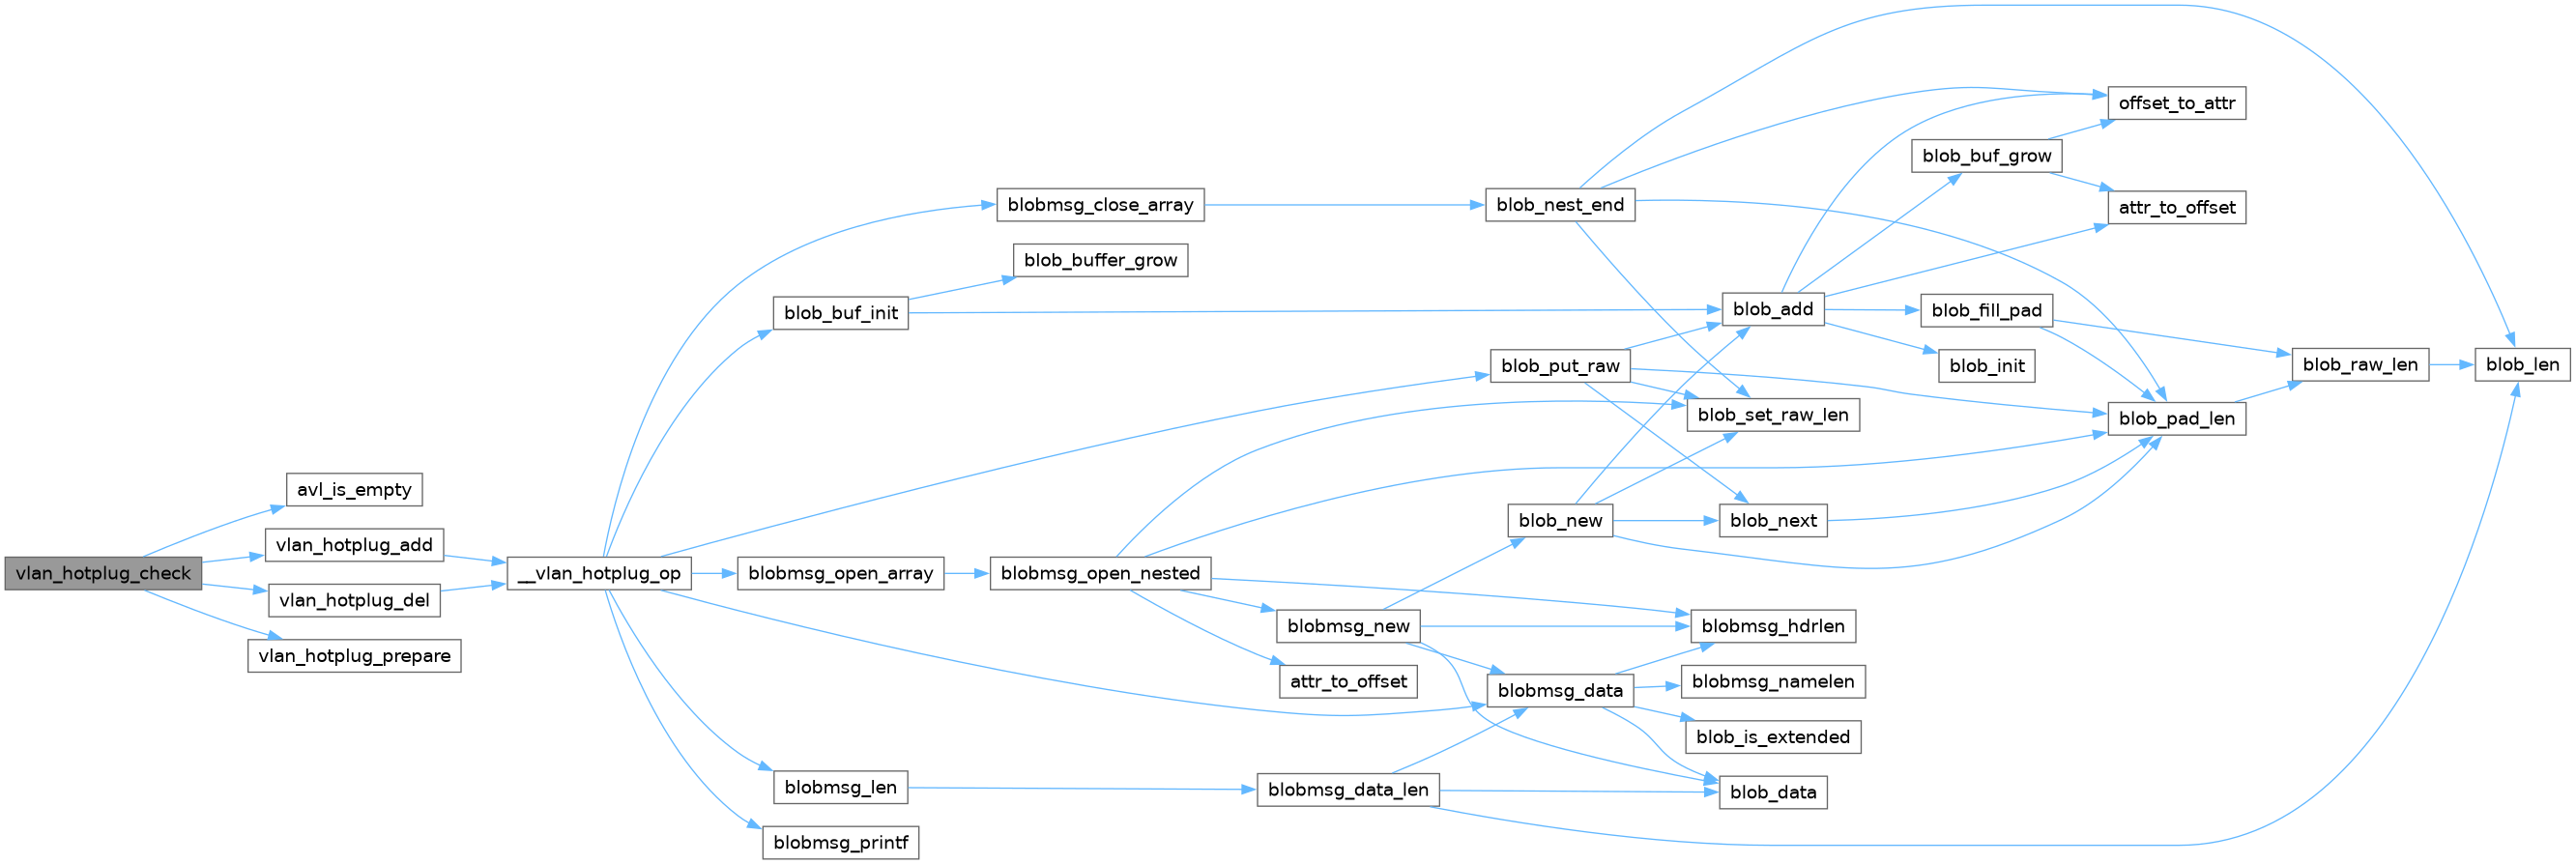 vlan_hotplug_check
avl_is_empty
vlan_hotplug_add
vlan_hotplug_del
vlan_hotplug_prepare
__vlan_hotplug_op
blobmsg_close_array
blob_buffer_grow
blob_buf_init
blobmsg_open_array
blobmsg_len
blobmsg_printf
blobmsg_open_nested
blobmsg_new
attr_to_offset
blobmsg_data_len
blob_nest_end
blob_put_raw
blob_new
blobmsg_data
blob_add
blob_set_raw_len
blob_next
blobmsg_hdrlen
blobmsg_namelen
blob_is_extended
blob_data
blob_buf_grow
blob_fill_pad
blob_init
offset_to_attr
attr_to_offset
blob_pad_len
blob_raw_len
blob_len